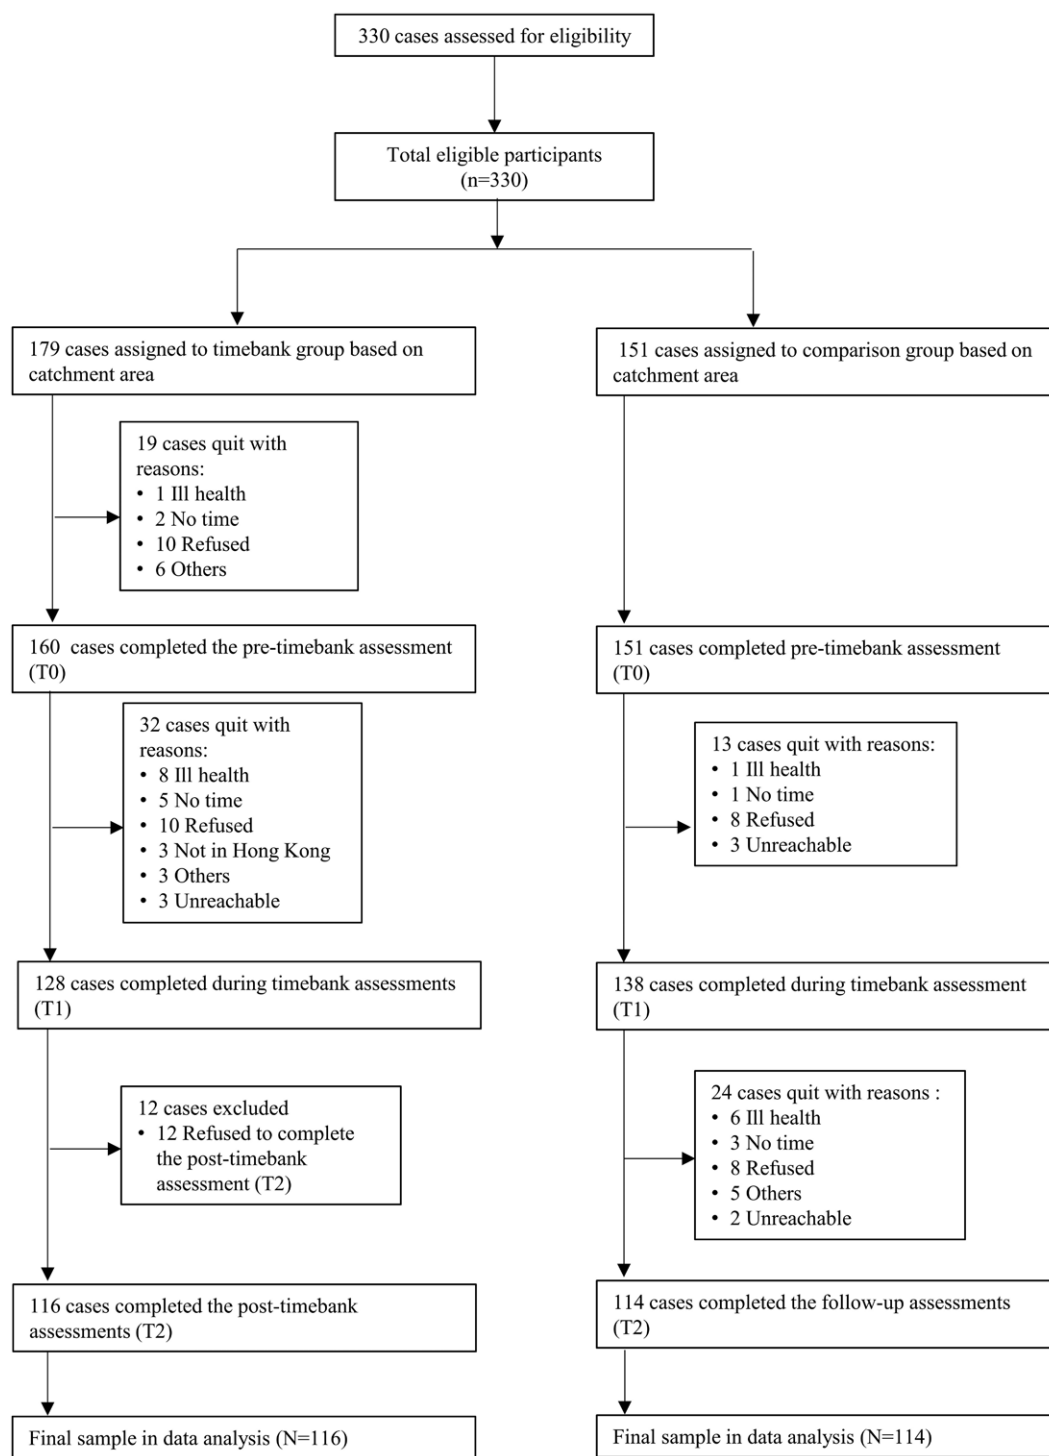 330 cases assessed for eligibility
Total eligible participants
(n=330)
179 cases assigned to timebank group based on
catchment area
151 cases assigned to comparison group based on
catchment area
19 cases quit with
reasons:
• 1 Ill health
• 2 No time
• 10 Refused
• 6 Others
160 cases completed the pre-timebank assessment
(T0)
151 cases completed pre-timebank assessment
(T0)
32 cases quit with
reasons:
• 8 Ill health
• 5 No time
• 10 Refused
• 3 Not in Hong Kong
• 3 Others
• 3 Unreachable
13 cases quit with reasons:
• 1 Ill health
• 1 No time
• 8 Refused
• 3 Unreachable
128 cases completed during timebank assessments
(T1)
138 cases completed during timebank assessment
(T1)
12 cases excluded
• 12 Refused to complete
the post-timebank
assessment (T2)
24 cases quit with reasons :
• 6 Ill health
• 3 No time
• 8 Refused
• 5 Others
• 2 Unreachable
116 cases completed the post-timebank
assessments (T2)
114 cases completed the follow-up assessments
(T2)
Final sample in data analysis (N=116)
Final sample in data analysis (N=114)